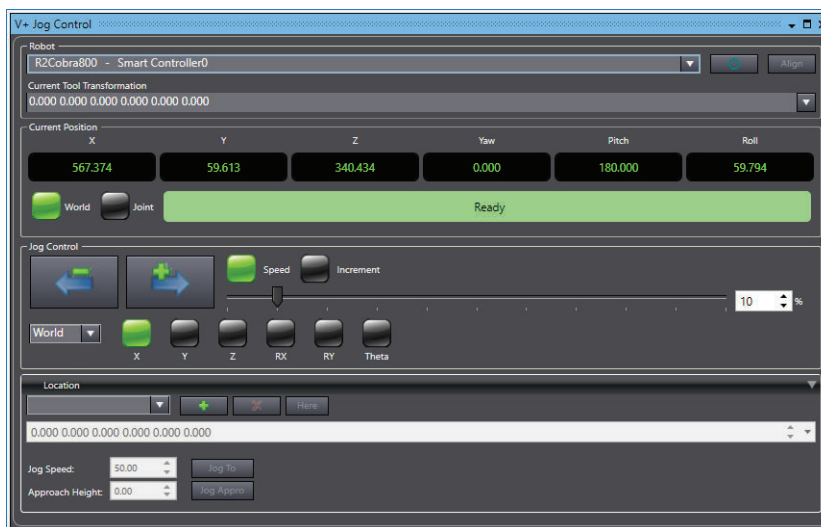 V+ Jog Control
Robot
R2Cobra800 - Smart Controller0
Align
Current Tool Transformation
0.000 0.000 0.000 0.000 0.000 0.000
Current Position
X Y Z Yaw Pitch Roll
567.374 59.613 340.434 0.000 180.000 59.794
World Joint Ready
Jog Control
Speed Increment
10 %
World
X Y Z RX RY Theta
Location
Here
0.000 0.000 0.000 0.000 0.000 0.000
Jog Speed: 50.00 Jog To
Approach Height: 0.00 Jog Appro